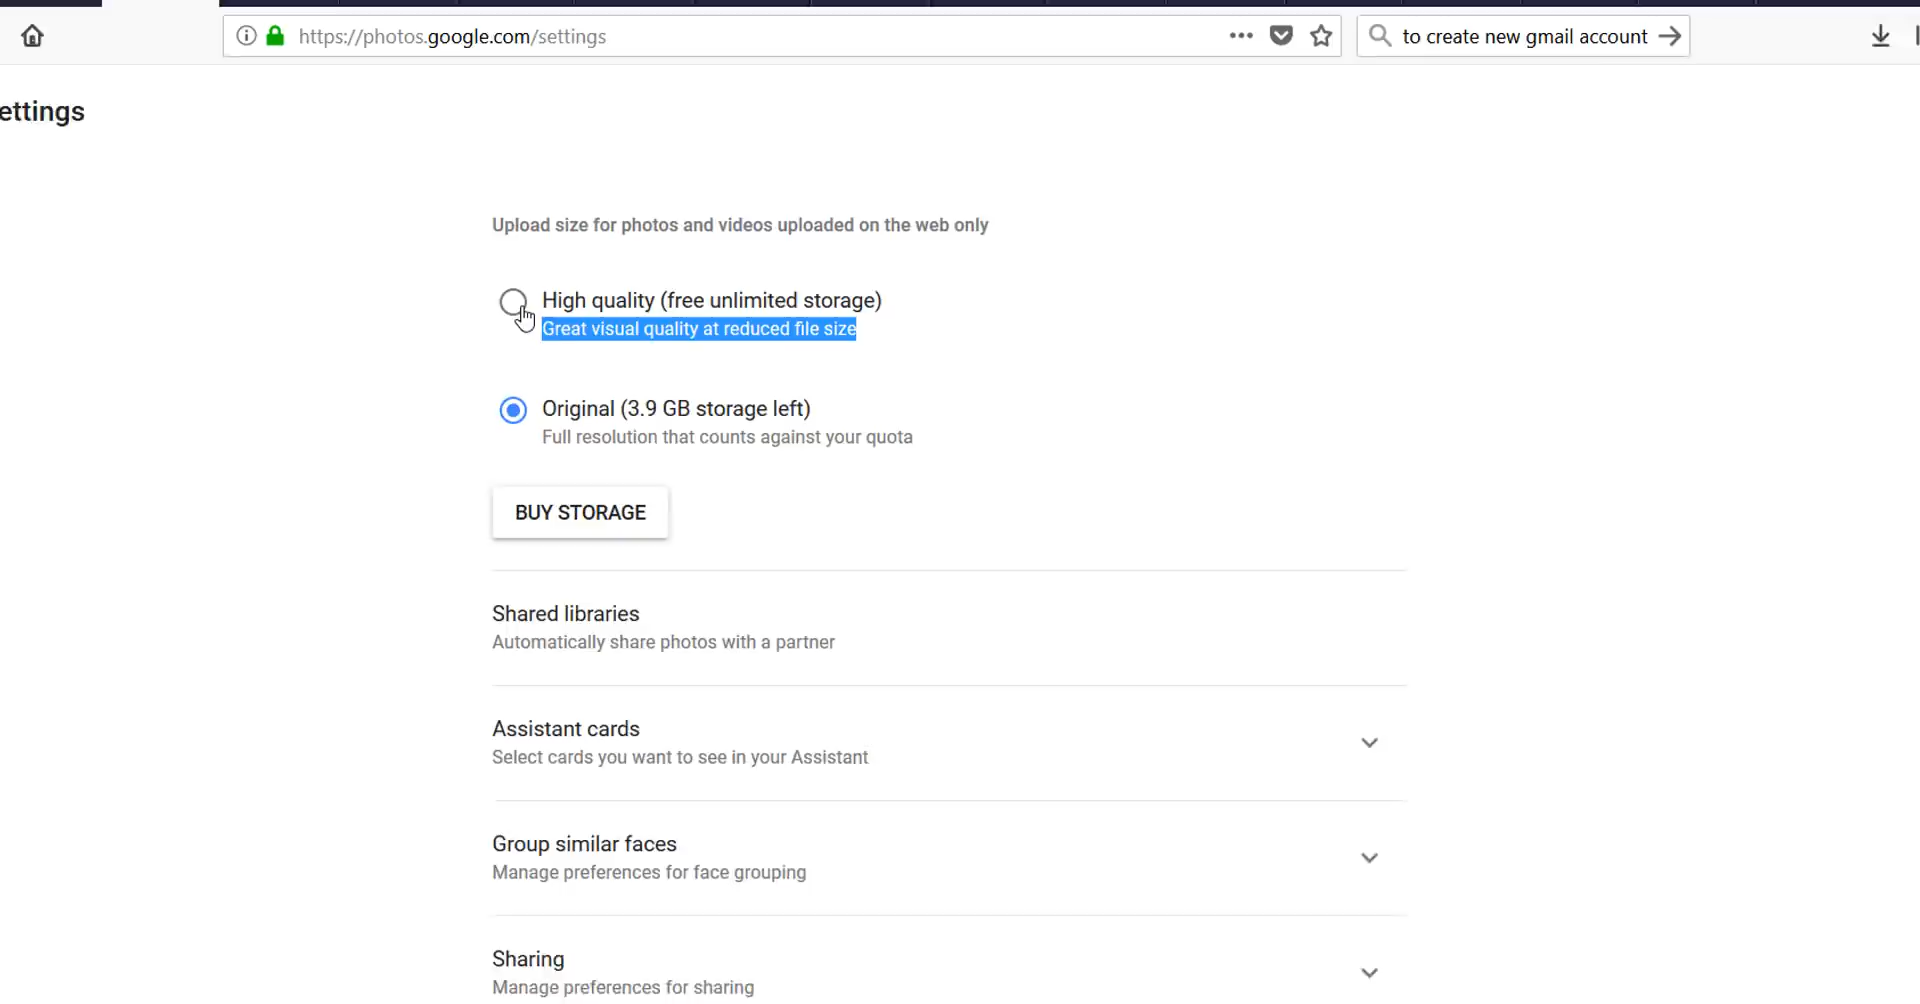 https://photos.google.com/settings
to create new gmail account
ettings
Upload size for photos and videos uploaded on the web only
High quality (free unlimited storage)
Great visual quality at reduced file size
Original (3.9 GB storage left)
Full resolution that counts against your quota
BUY STORAGE
Shared libraries
Automatically share photos with a partner
Assistant cards
Select cards you want to see in your Assistant
Group similar faces
Manage preferences for face grouping
Sharing
Manage preferences for sharing